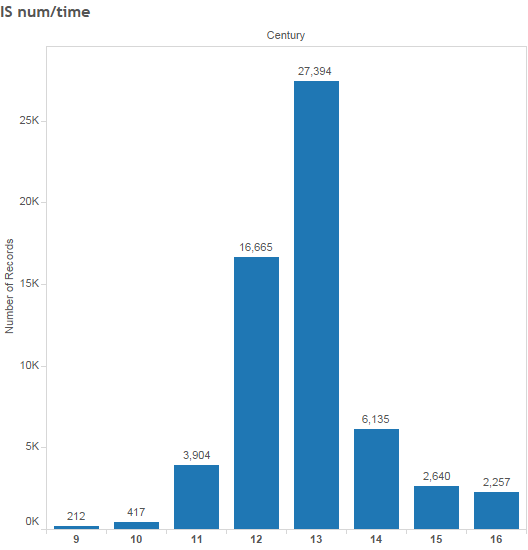 IS num/time
Century
27,394
25K
20K
16,665
Number of Records
15K
10K
6,135
5K
3,904
2,640
2,257
417
212
0K
9 10 11 12 13 14 15 16